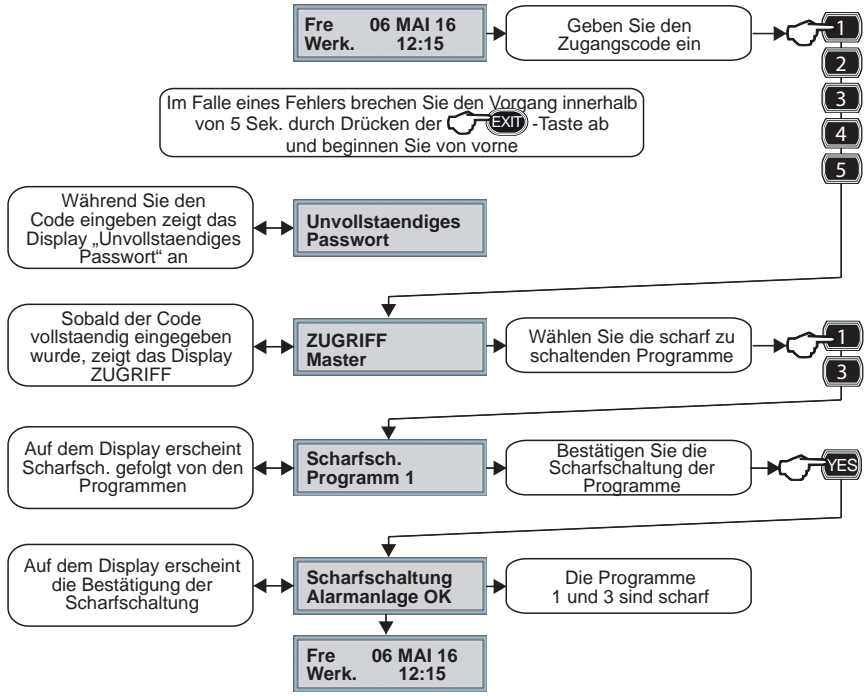 Fre 06 MAI 16
Werk. 12:15
Geben Sie den
Zugangscode ein
1
2
3
4
5
Im Falle eines Fehlers brechen Sie den Vorgang innerhalb
von 5 Sek. durch Drücken der EXIT -Taste ab
und beginnen Sie von vorne
Während Sie den
Code eingeben zeigt das
Display „Unvollstaendiges
Passwort“ an
Unvollstaendiges
Passwort
Sobald der Code
vollstaendig eingegeben
wurde, zeigt das Display
ZUGRIFF
ZUGRIFF
Master
Wählen Sie die scharf zu
schaltenden Programme
1
3
Auf dem Display erscheint
Scharfsch. gefolgt von den
Programmen
Scharfsch.
Programm 1
Bestätigen Sie die
Scharfschaltung der
Programme
YES
Auf dem Display erscheint
die Bestätigung der
Scharfschaltung
Scharfschaltung
Alarmanlage OK
Die Programme
1 und 3 sind scharf
Fre 06 MAI 16
Werk. 12:15